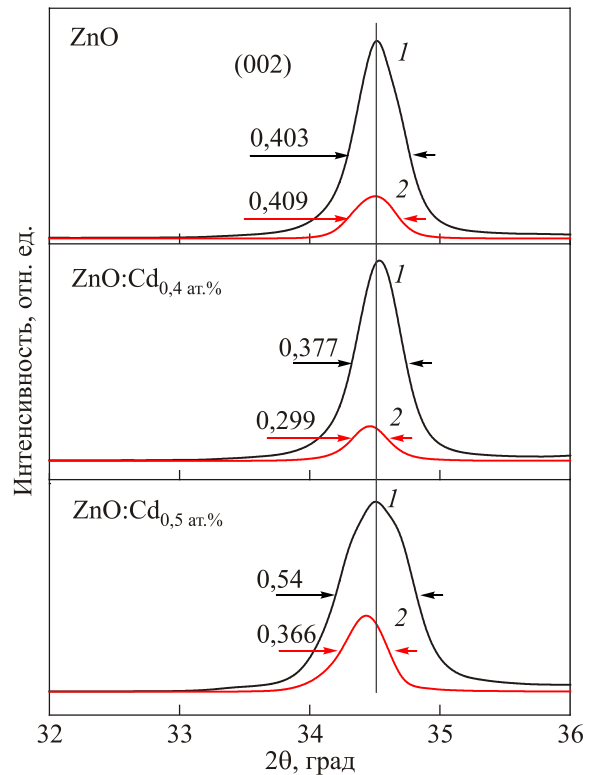 ZnO
(002)
1
0,403
0,409
2
ZnO:Cd0,4 ат.%
1
0,377
0,299
2
ZnO:Cd0,5 ат.%
1
0,54
0,366
2
Интенсивность, отн. ед.
32 33 34 35 36
2θ, град